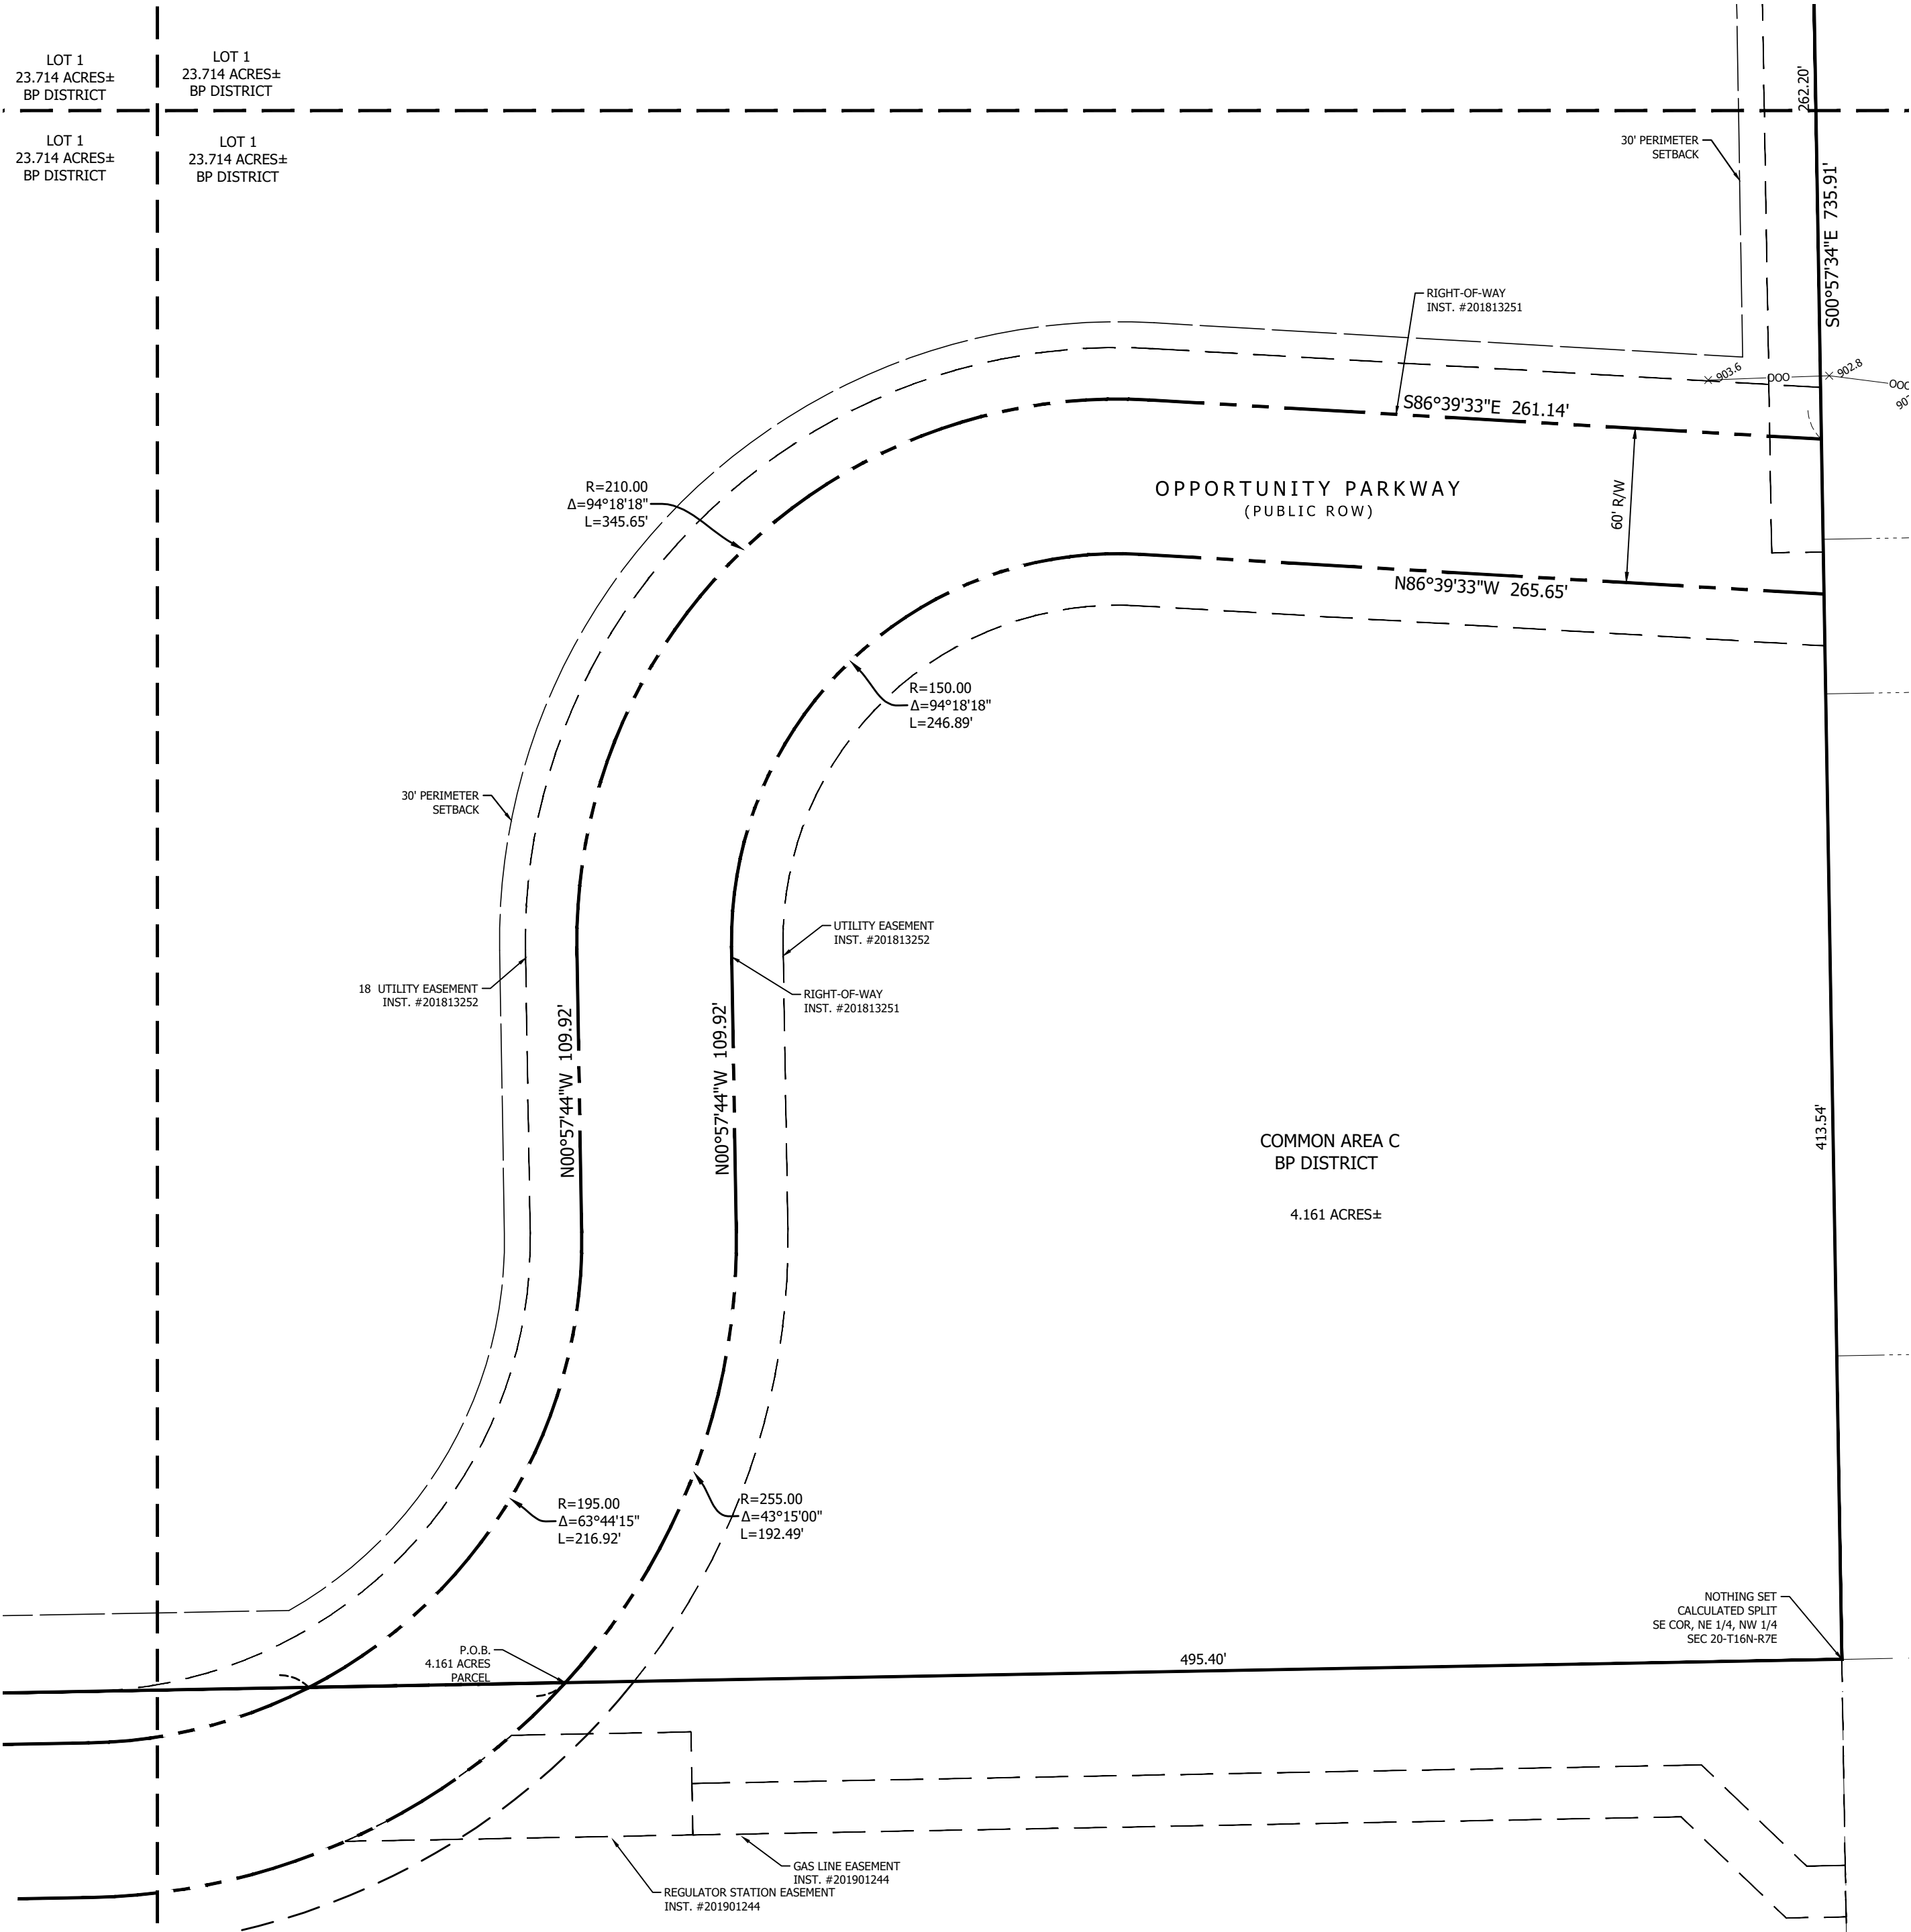 LOT 1
23.714 ACRES±
BP DISTRICT
LOT 1
23.714 ACRES±
BP DISTRICT
LOT 1
23.714 ACRES±
BP DISTRICT
LOT 1
23.714 ACRES±
BP DISTRICT
262.20'
30' PERIMETER
SETBACK
S00°57'34"E 735.91'
RIGHT-OF-WAY
INST. #201813251
903.6
OOO
902.8
S86°39'33"E 261.14'
R=210.00
Δ=94°18'18"
L=345.65'
OPPORTUNITY PARKWAY
(PUBLIC ROW)
60' R/W
N86°39'33"W 265.65'
R=150.00
Δ=94°18'18"
L=246.89'
30' PERIMETER
SETBACK
UTILITY EASEMENT
INST. #201813252
18 UTILITY EASEMENT
INST. #201813252
RIGHT-OF-WAY
INST. #201813251
N00°57'44"W 109.92'
N00°57'44"W 109.92'
COMMON AREA C
BP DISTRICT
4.161 ACRES±
413.54'
R=195.00
Δ=63°44'15"
L=216.92'
R=255.00
Δ=43°15'00"
L=192.49'
NOTHING SET
CALCULATED SPLIT
SE COR, NE 1/4, NW 1/4
SEC 20-T16N-R7E
P.O.B.
4.161 ACRES
PARCEL
495.40'
GAS LINE EASEMENT
INST. #201901244
REGULATOR STATION EASEMENT
INST. #201901244